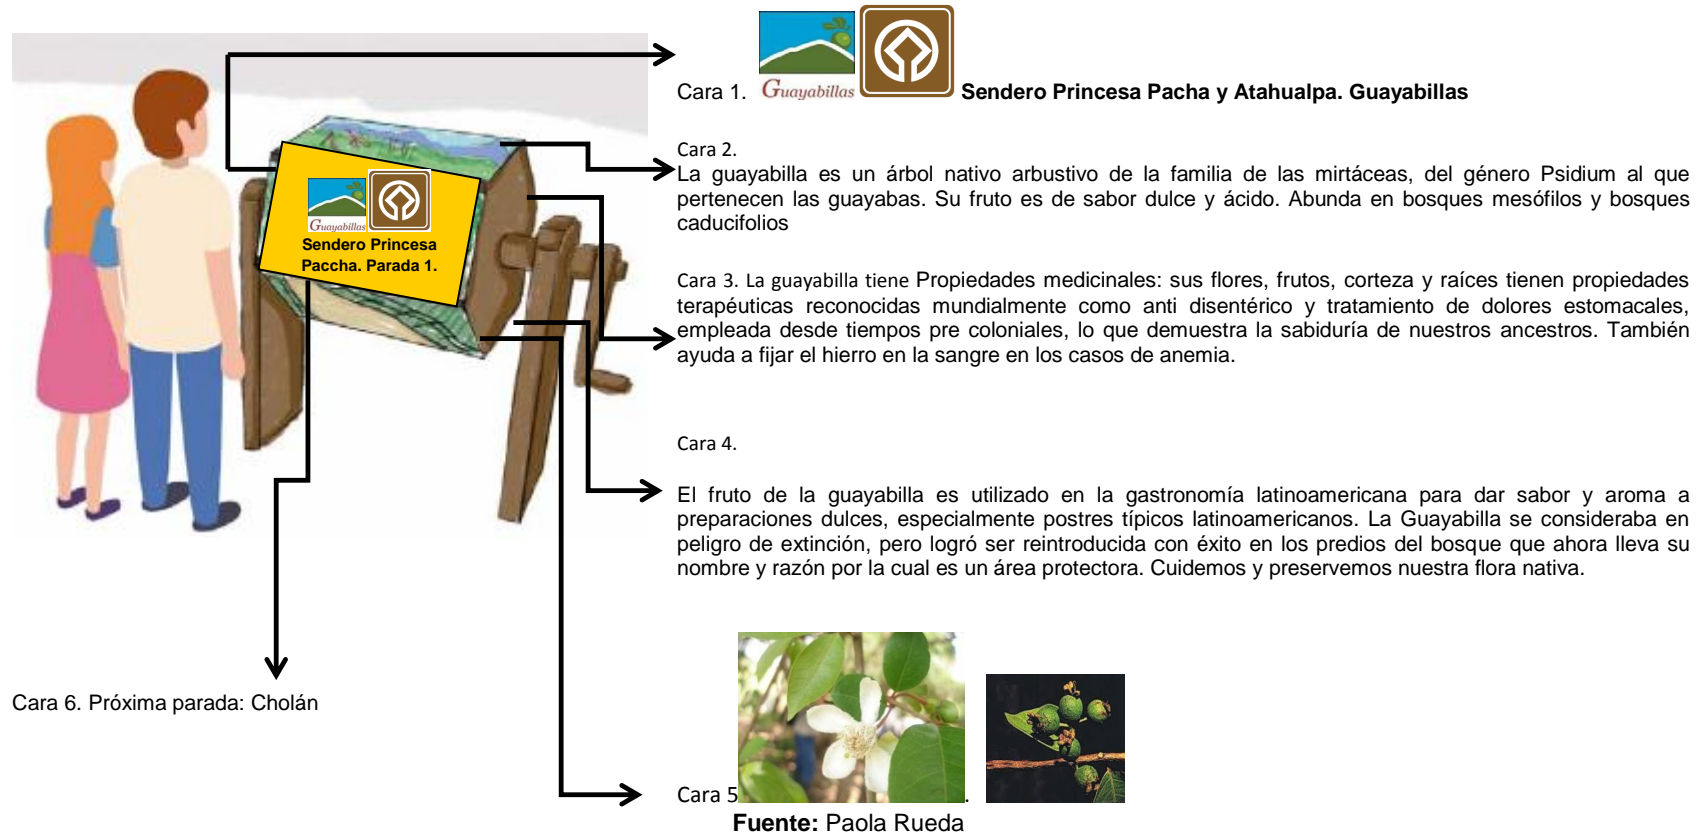 Cara 1. Guayabillas Sendero Princesa Pacha y Atahualpa. Guayabillas
Guayabillas
Sendero Princesa
Paccha. Parada 1.
Cara 2.
La guayabilla es un árbol nativo arbustivo de la familia de las mirtáceas, del género Psidium al que
pertenecen las guayabas. Su fruto es de sabor dulce y ácido. Abunda en bosques mesófilos y bosques
caducifolios
Cara 3. La guayabilla tiene Propiedades medicinales: sus flores, frutos, corteza y raíces tienen propiedades
terapéuticas reconocidas mundialmente como anti disentérico y tratamiento de dolores estomacales,
empleada desde tiempos pre coloniales, lo que demuestra la sabiduría de nuestros ancestros. También
ayuda a fijar el hierro en la sangre en los casos de anemia.
Cara 4.
El fruto de la guayabilla es utilizado en la gastronomía latinoamericana para dar sabor y aroma a
preparaciones dulces, especialmente postres típicos latinoamericanos. La Guayabilla se consideraba en
peligro de extinción, pero logró ser reintroducida con éxito en los predios del bosque que ahora lleva su
nombre y razón por la cual es un área protectora. Cuidemos y preservemos nuestra flora nativa.
Cara 6. Próxima parada: Cholán
Cara 5.
Fuente: Paola Rueda